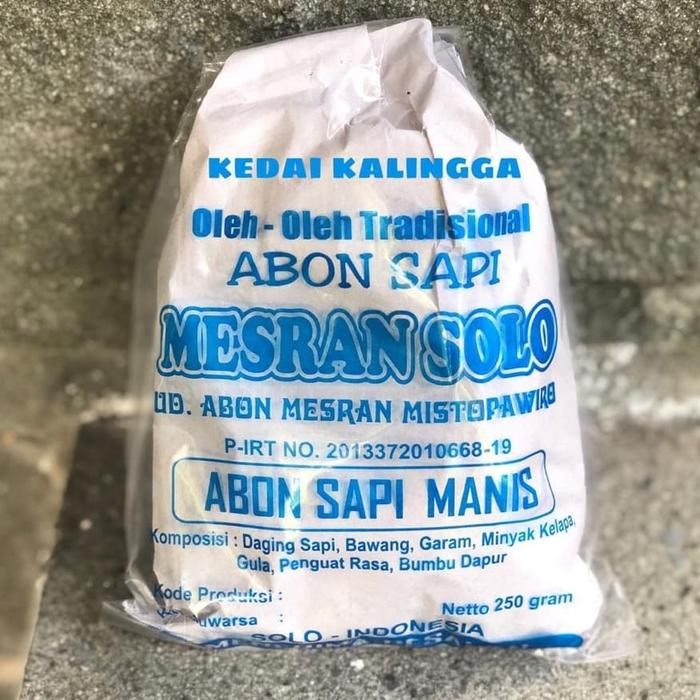 KEDAI KALINGGA
Oleh - Oleh Tradisional
ABON SAPI
MESRAN SOLO
UD. ABON MESRAN MISTOPAWIRO
P-IRT NO. 2013372010668-19
ABON SAPI MANIS
Komposisi : Daging Sapi, Bawang, Garam, Minyak Kelapa,
Gula, Penguat Rasa, Bumbu Dapur
Kode Produksi :
Netto 250 gram
SOLO - INDONESIA